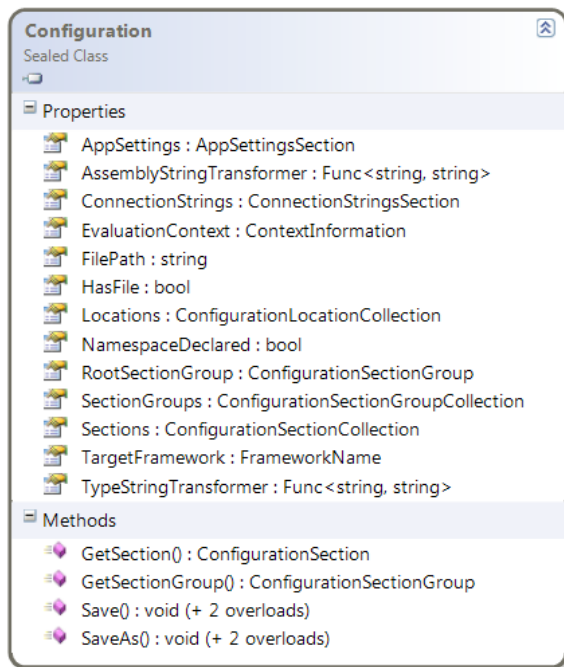 Configuration
Sealed Class
Properties
AppSettings : AppSettingsSection
AssemblyStringTransformer : Func<string, string>
ConnectionStrings : ConnectionStringsSection
EvaluationContext : ContextInformation
FilePath : string
HasFile : bool
Locations : ConfigurationLocationCollection
NamespaceDeclared : bool
RootSectionGroup : ConfigurationSectionGroup
SectionGroups : ConfigurationSectionGroupCollection
Sections : ConfigurationSectionCollection
TargetFramework : FrameworkName
TypeStringTransformer : Func<string, string>
Methods
GetSection() : ConfigurationSection
GetSectionGroup() : ConfigurationSectionGroup
Save() : void (+ 2 overloads)
SaveAs() : void (+ 2 overloads)